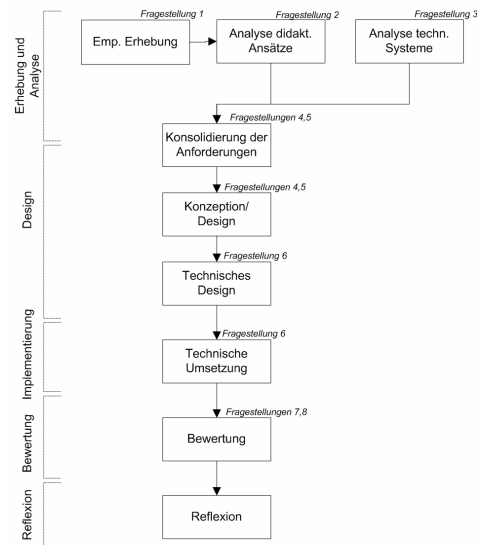 Fragestellung 1
Emp. Erhebung
Fragestellung 2
Analyse didakt.
Ansätze
Fragestellung 3
Analyse techn.
Systeme
Erhebung und
Analyse
Fragestellungen 4,5
Konsolidierung der
Anforderungen
Design
Fragestellungen 4,5
Konzeption/
Design
Fragestellung 6
Technisches
Design
Implementierung
Fragestellung 6
Technische
Umsetzung
Bewertung
Fragestellungen 7,8
Bewertung
Reflexion
Reflexion